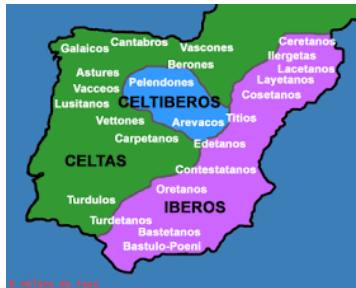 Galaicos
Cantabros
Vascones
Ceretanos
Ilergetas
Lacetanos
Layetanos
Cosetanos
Berones
Astures
Pelendones
Vacceos
CELTIBEROS
Lusitanos
Vettones
Arevacos
Titios
Carpetanos
Edetanos
CELTAS
Contestatanos
Oretanos
Turdulos
IBEROS
Turdetanos
Bastetanos
Bastulo-Poeni